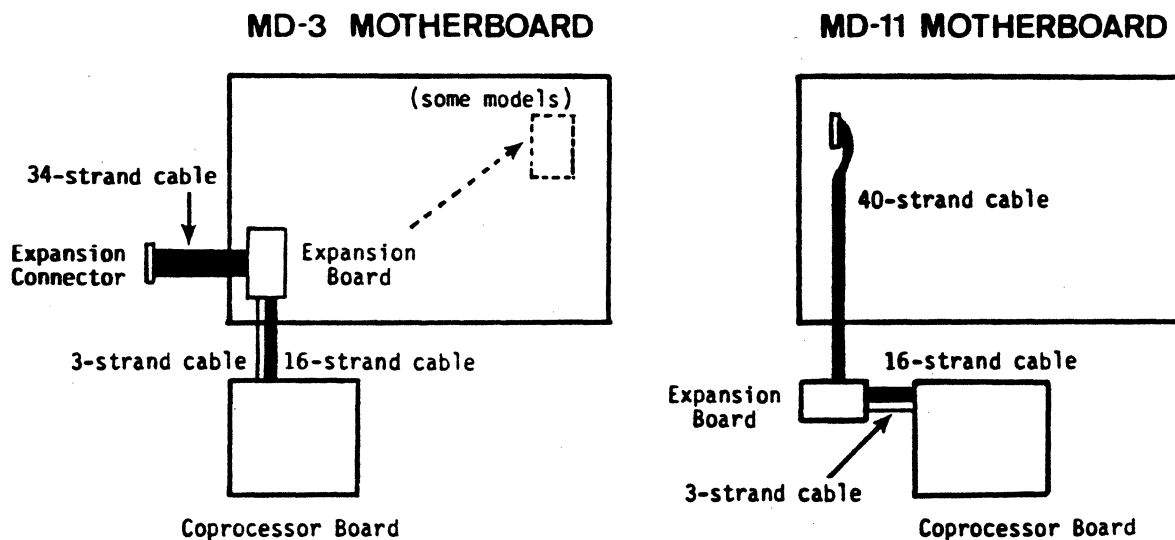 MD-3 MOTHERBOARD
(some models)
34-strand cable
Expansion
Connector
Expansion
Board
3-strand cable
16-strand cable
Coprocessor Board
MD-11 MOTHERBOARD
40-strand cable
16-strand cable
Expansion
Board
3-strand cable
Coprocessor Board